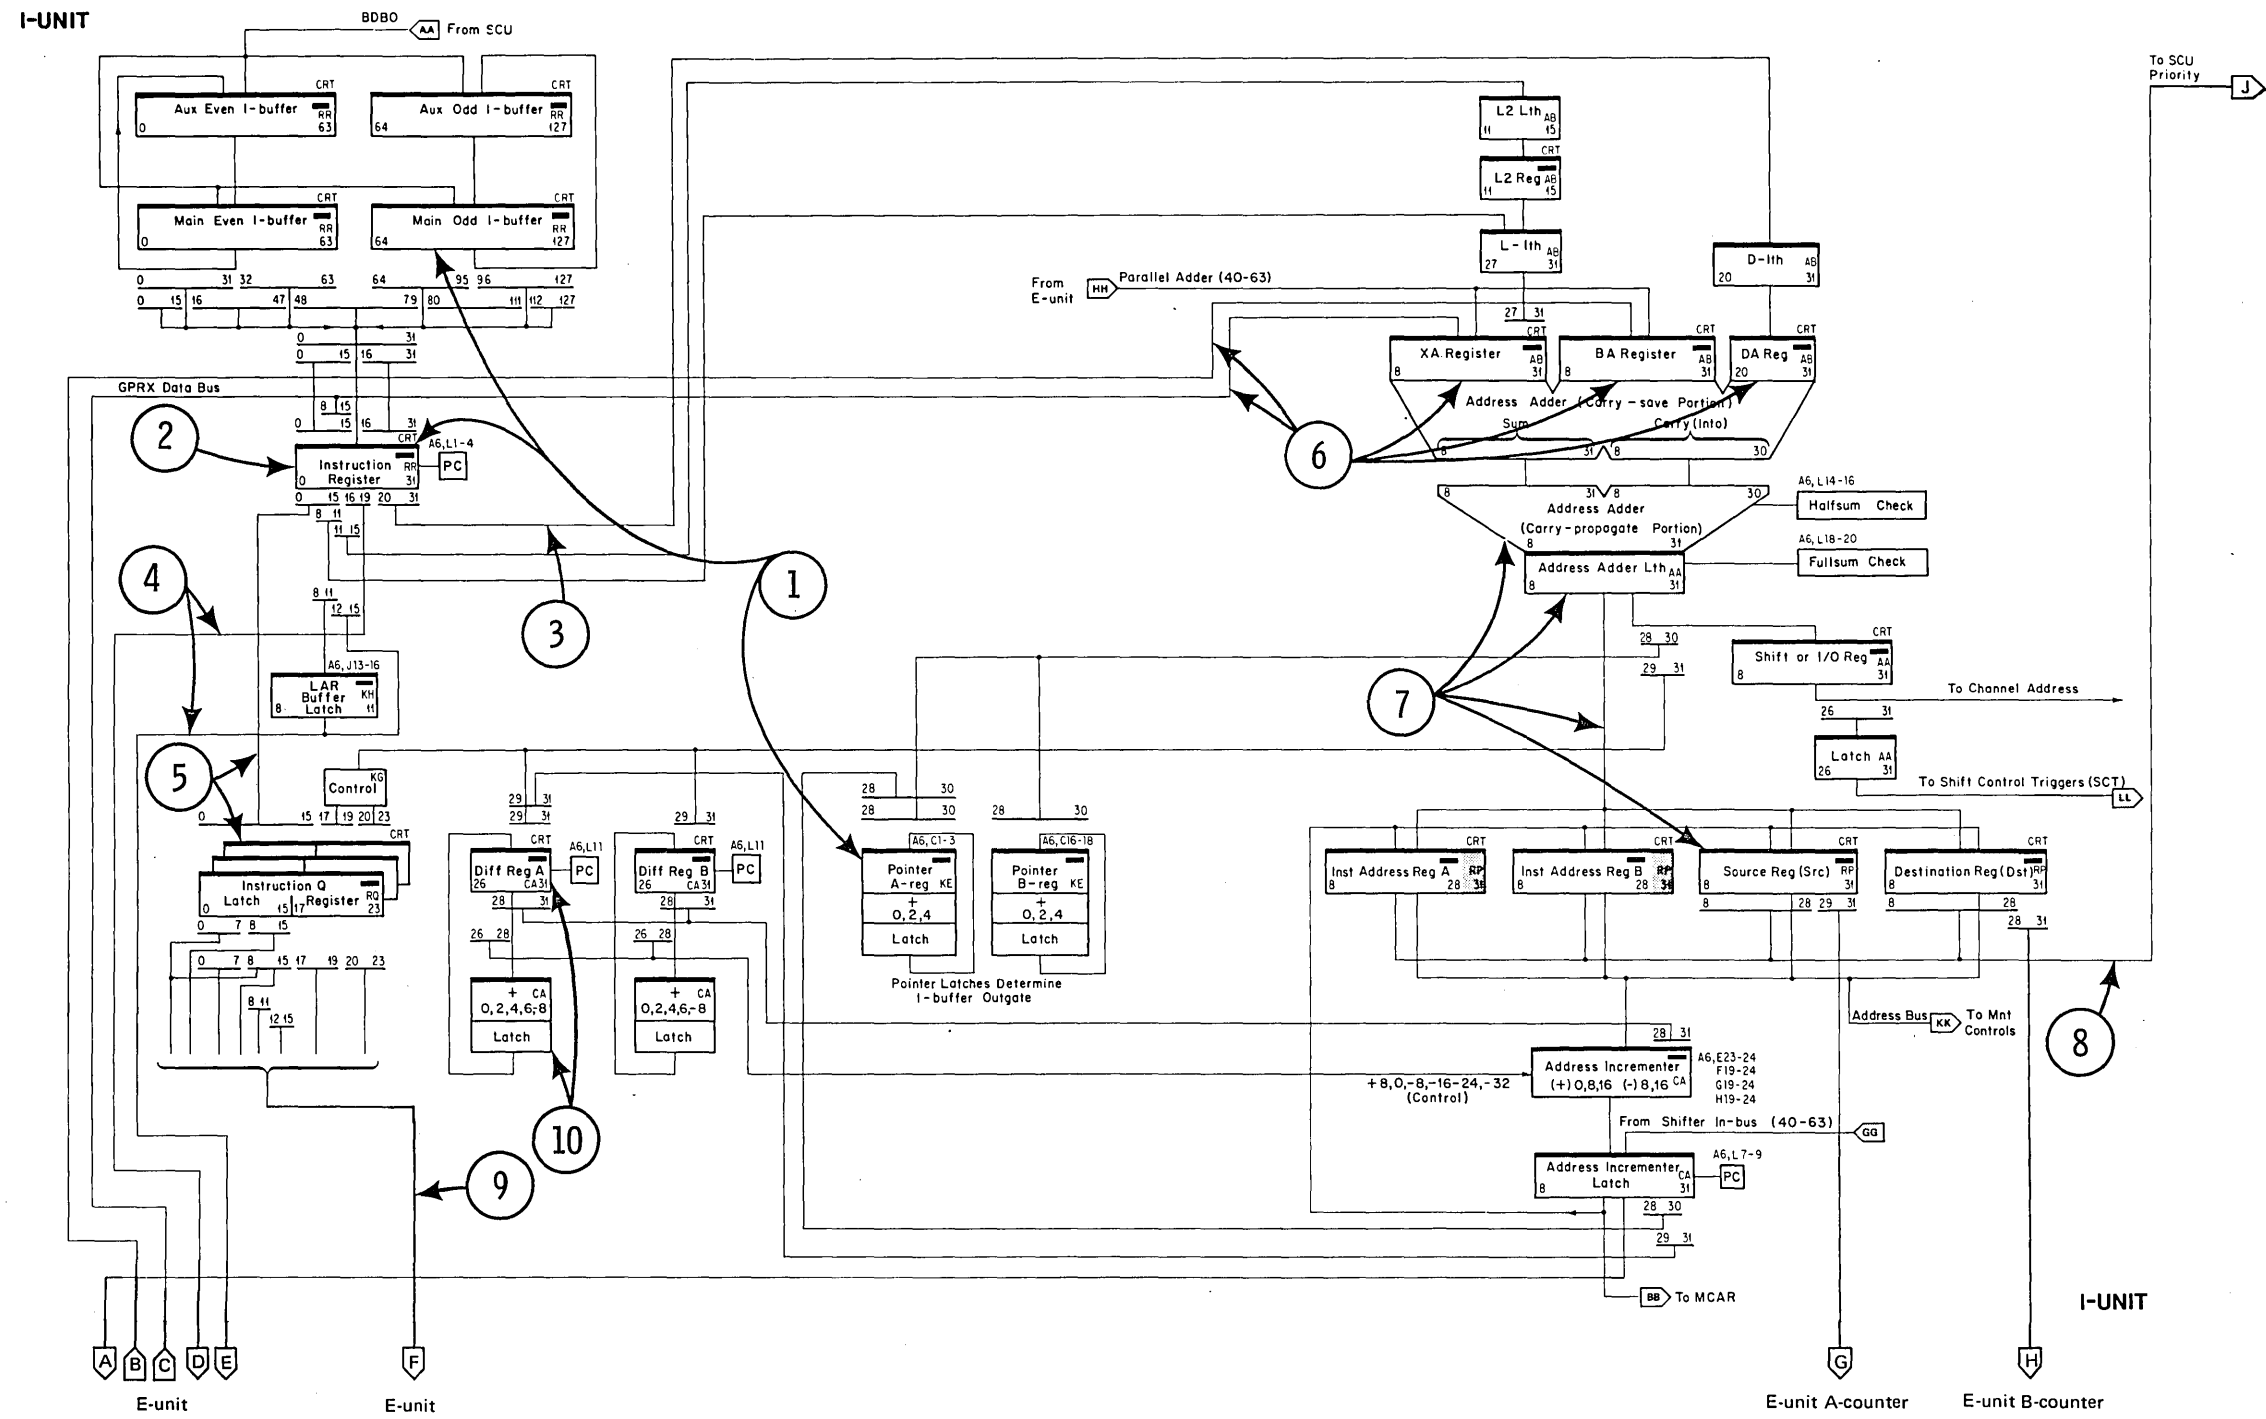 I-UNIT
BDBO
AA From SCU
To SCU
Priority
J
CRT
Aux Even I-buffer
RR
0 63
CRT
Aux Odd I-buffer
RR
64 127
CRT
Main Even I-buffer
RR
0 63
CRT
Main Odd I-buffer
RR
64 127
0 31 32 63 64 95 96 127
0 15 16 47 48 79 80 111 112 127
0 31
0 15 16 31
GPRX Data Bus
8 15
0 15 16 31
2
CRT
A6,L1-4
Instruction
Register
RR
0 31
PC
0 15 16 19 20 31
8 11
11 15
4
3
1
8 11
12 15
A6,J13-16
LAR
Buffer
Latch
KH
8 11
5
KG
Control
0 15 17 19 20 23
CRT
Instruction Q
Latch Register
RQ
0 15 17 23
0 7 8 15
0 7 8 15 17 19 20 23
8 11
12 15
9
L2 Lth AB
11 15
CRT
L2 Reg AB
11 15
L-lth AB
27 31
D-lth AB
20 31
From
E-unit
HH Parallel Adder (40-63)
27 31
CRT
XA Register
AB
8 31
CRT
BA Register
AB
8 31
CRT
DA Reg
AB
20 31
Address Adder (Carry-save Portion)
Sum Carry (Into)
8 31 8 30
6
8 31 8 30
Address Adder
(Carry-propagate Portion)
8 31
A6, L14-16
Halfsum Check
A6, L18-20
Fullsum Check
Address Adder Lth AA
8 31
28 30
29 31
7
CRT
Shift or I/O Reg
AA
8 31
To Channel Address
26 31
Latch AA
26 31
To Shift Control Triggers (SCT)
LL
29 31
29 31
29 31
CRT
Diff Reg A
26 CA31
A6,L11
PC
CRT
Diff Reg B
26 CA31
A6,L11
PC
28 31
28 31
26 28
26 28
+ CA
0,2,4,6,-8
Latch
+ CA
0,2,4,6,-8
Latch
10
28 30
28 30
28 30
A6, C1-3
Pointer
A-reg KE
+
0, 2, 4
Latch
A6, C16-18
Pointer
B-reg KE
+
0, 2, 4
Latch
Pointer Latches Determine
I-buffer Outgate
CRT
Inst Address Reg A RP
8 28 31
CRT
Inst Address Reg B RP
8 28 31
CRT
Source Reg (Src) RP
8 31
CRT
Destination Reg (Dst) RP
8 31
8 28 29 31
8 28
28 31
Address Bus KK To Mnt
Controls
8
28 31
Address Incrementer
(+) 0,8,16 (-) 8,16 CA
A6,E23-24
F19-24
G19-24
H19-24
+8,0,-8,-16-24,-32
(Control)
From Shifter In-bus (40-63)
GG
Address Incrementer
Latch
CA
8 31
A6, L7-9
PC
28 30
29 31
BB To MCAR
I-UNIT
A B C D E F G H
E-unit
E-unit
E-unit A-counter
E-unit B-counter